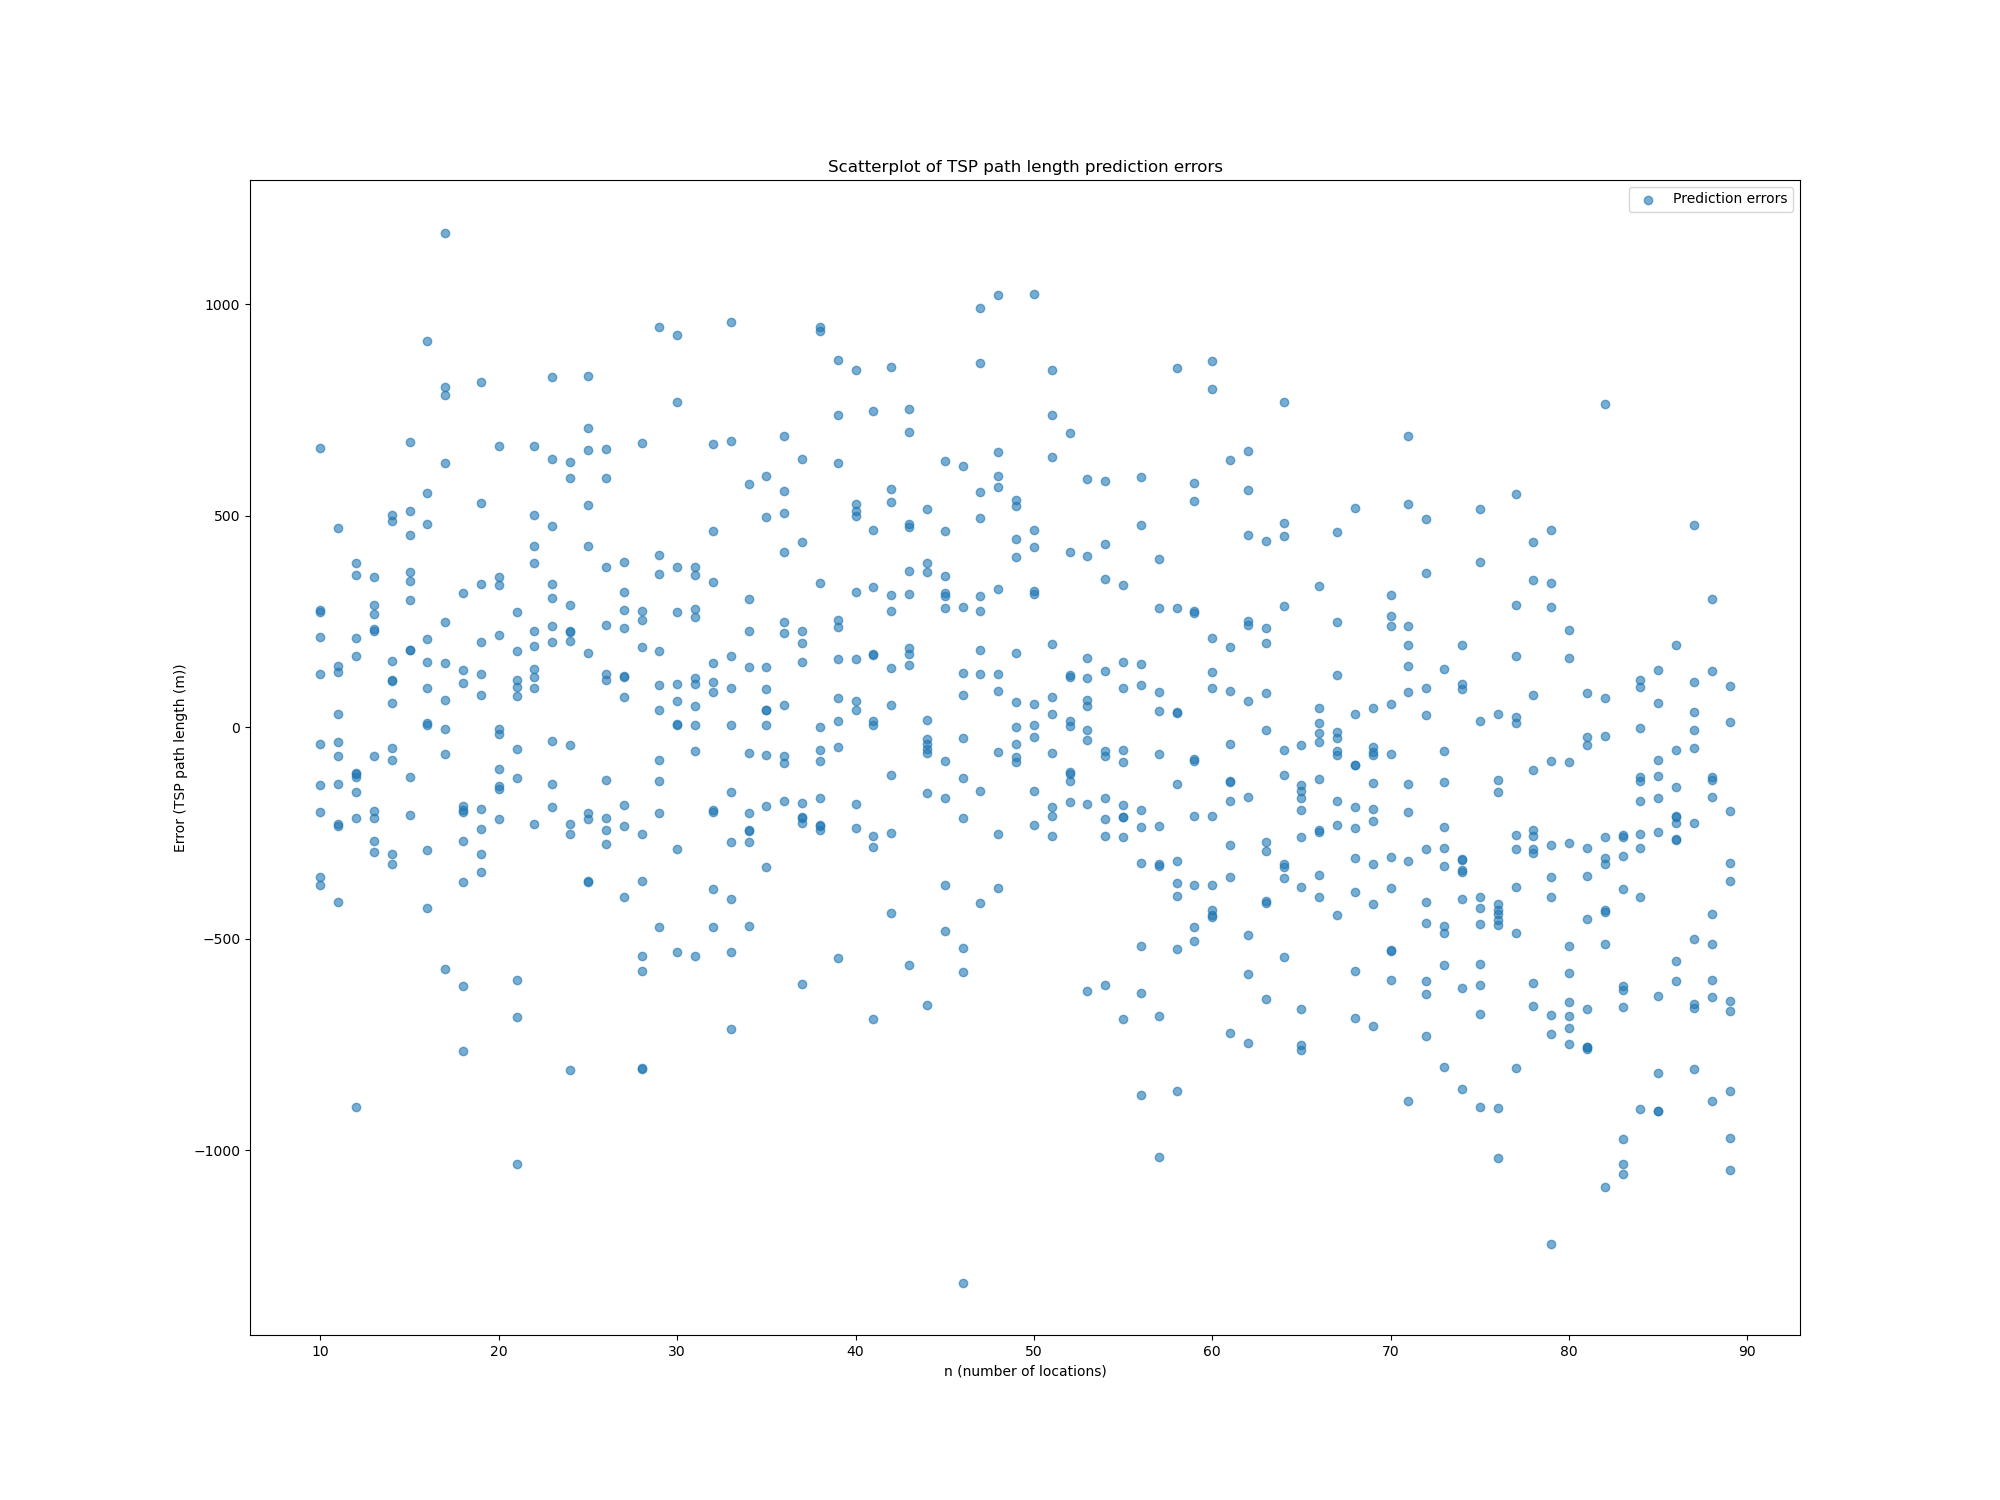 Scatterplot of TSP path length prediction errors
Prediction errors
1000
500
0
−500
−1000
Error (TSP path length (m))
10 20 30 40 50 60 70 80 90
n (number of locations)